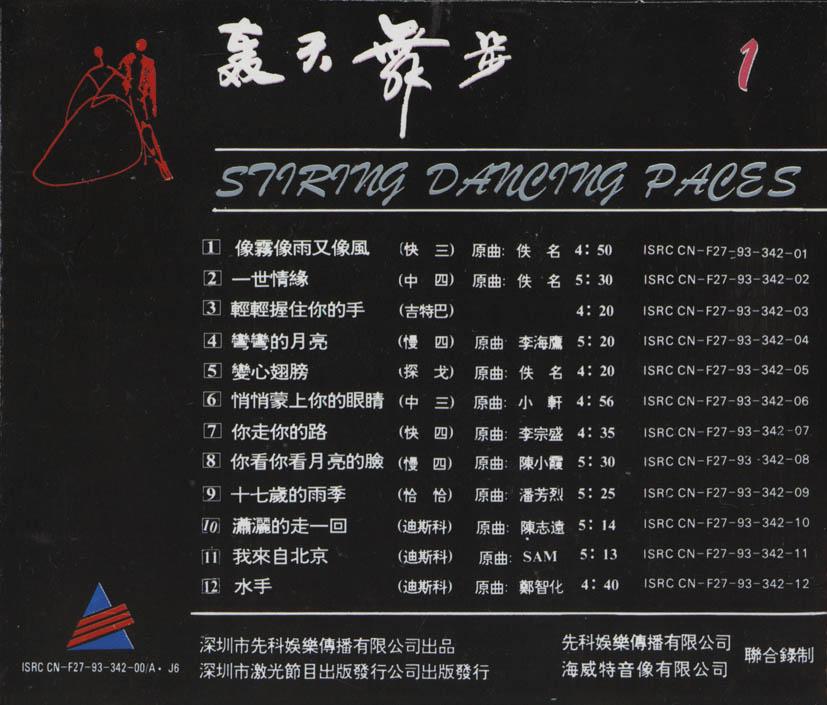 轟天舞步 1
STIRING DANCING PACES
1 像霧像雨又像風 (快 三) 原曲: 佚 名 4:50 ISRC CN-F27-93-342-01
2 一世情緣 (中 四) 原曲: 佚 名 5:30 ISRC CN-F27-93-342-02
3 輕輕握住你的手 (吉特巴) 4:20 ISRC CN-F27-93-342-03
4 彎彎的月亮 (慢 四) 原曲: 李海鷹 5:20 ISRC CN-F27-93-342-04
5 變心翅膀 (探 戈) 原曲: 佚 名 4:20 ISRC CN-F27-93-342-05
6 悄悄蒙上你的眼睛 (中 三) 原曲: 小 軒 4:56 ISRC CN-F27-93-342-06
7 你走你的路 (快 四) 原曲: 李宗盛 4:35 ISRC CN-F27-93-342-07
8 你看你看月亮的臉 (慢 四) 原曲: 陳小霞 5:30 ISRC CN-F27-93-342-08
9 十七歲的雨季 (恰 恰) 原曲: 潘芳烈 5:25 ISRC CN-F27-93-342-09
10 瀟灑的走一回 (迪斯科) 原曲: 陳志遠 5:14 ISRC CN-F27-93-342-10
11 我來自北京 (迪斯科) 原曲: SAM 5:13 ISRC CN-F27-93-342-11
12 水手 (迪斯科) 原曲: 鄭智化 4:40 ISRC CN-F27-93-342-12
深圳市先科娛樂傳播有限公司出品
深圳市激光節目出版發行公司出版發行
先科娛樂傳播有限公司
海威特音像有限公司
聯合錄制
ISRC CN-F27-93-342-00/A·J6